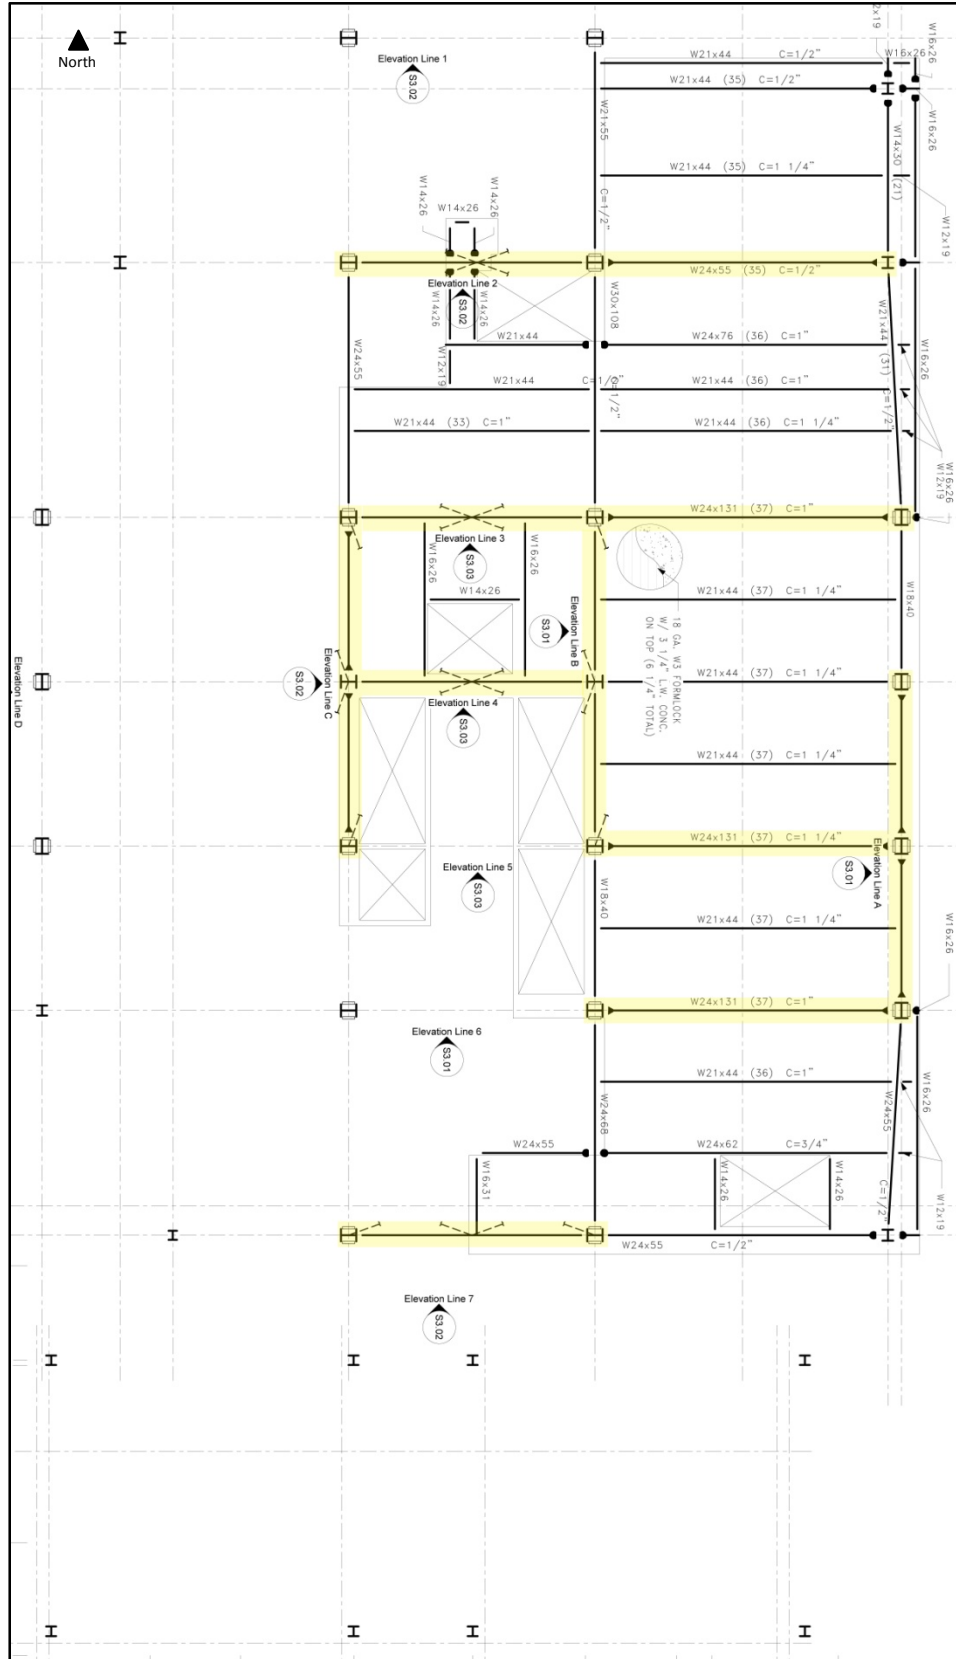 2x19
W16x26
North
W21x44 C=1/2"
W16x26
Elevation Line 1
S3.02
W21x44 (35) C=1/2"
W21x55
C=1/2"
W16x26
W14x30 (21)
W21x44 (35) C=1 1/4"
W14x26
W14x26
W14x26
W12x19
W24x55 (35) C=1/2"
Elevation Line 2
S3.02
W14x26
W14x26
W30x108
C=1/2"
W21x44 (31) C=1/2"
W24x55
W21x44
W24x76 (36) C=1"
W16x26
W12x19
W21x44
W21x44 (36) C=1"
W21x44 (33) C=1"
W21x44 (36) C=1 1/4"
W16x26
W12x19
W24x131 (37) C=1"
Elevation Line 3
S3.03
W16x26
W16x26
W14x26
Elevation Line B
S3.01
W18x40
W21x44 (37) C=1 1/4"
18 GA. W3 FORMLOCK
W/ 3 1/4" L.W. CONC.
ON TOP (6 1/4" TOTAL)
Elevation Line D
Elevation Line C
S3.02
W21x44 (37) C=1 1/4"
Elevation Line 4
S3.03
W21x44 (37) C=1 1/4"
W24x131 (37) C=1 1/4"
Elevation Line A
S3.01
Elevation Line 5
S3.03
W18x40
W21x44 (37) C=1 1/4"
W16x26
W24x131 (37) C=1"
Elevation Line 6
S3.01
W21x44 (36) C=1"
W16x26
W24x68
W24x55
C=1/2"
W24x55
W24x62 C=3/4"
W16x31
W14x26
W14x26
W12x19
W24x55 C=1/2"
Elevation Line 7
S3.02